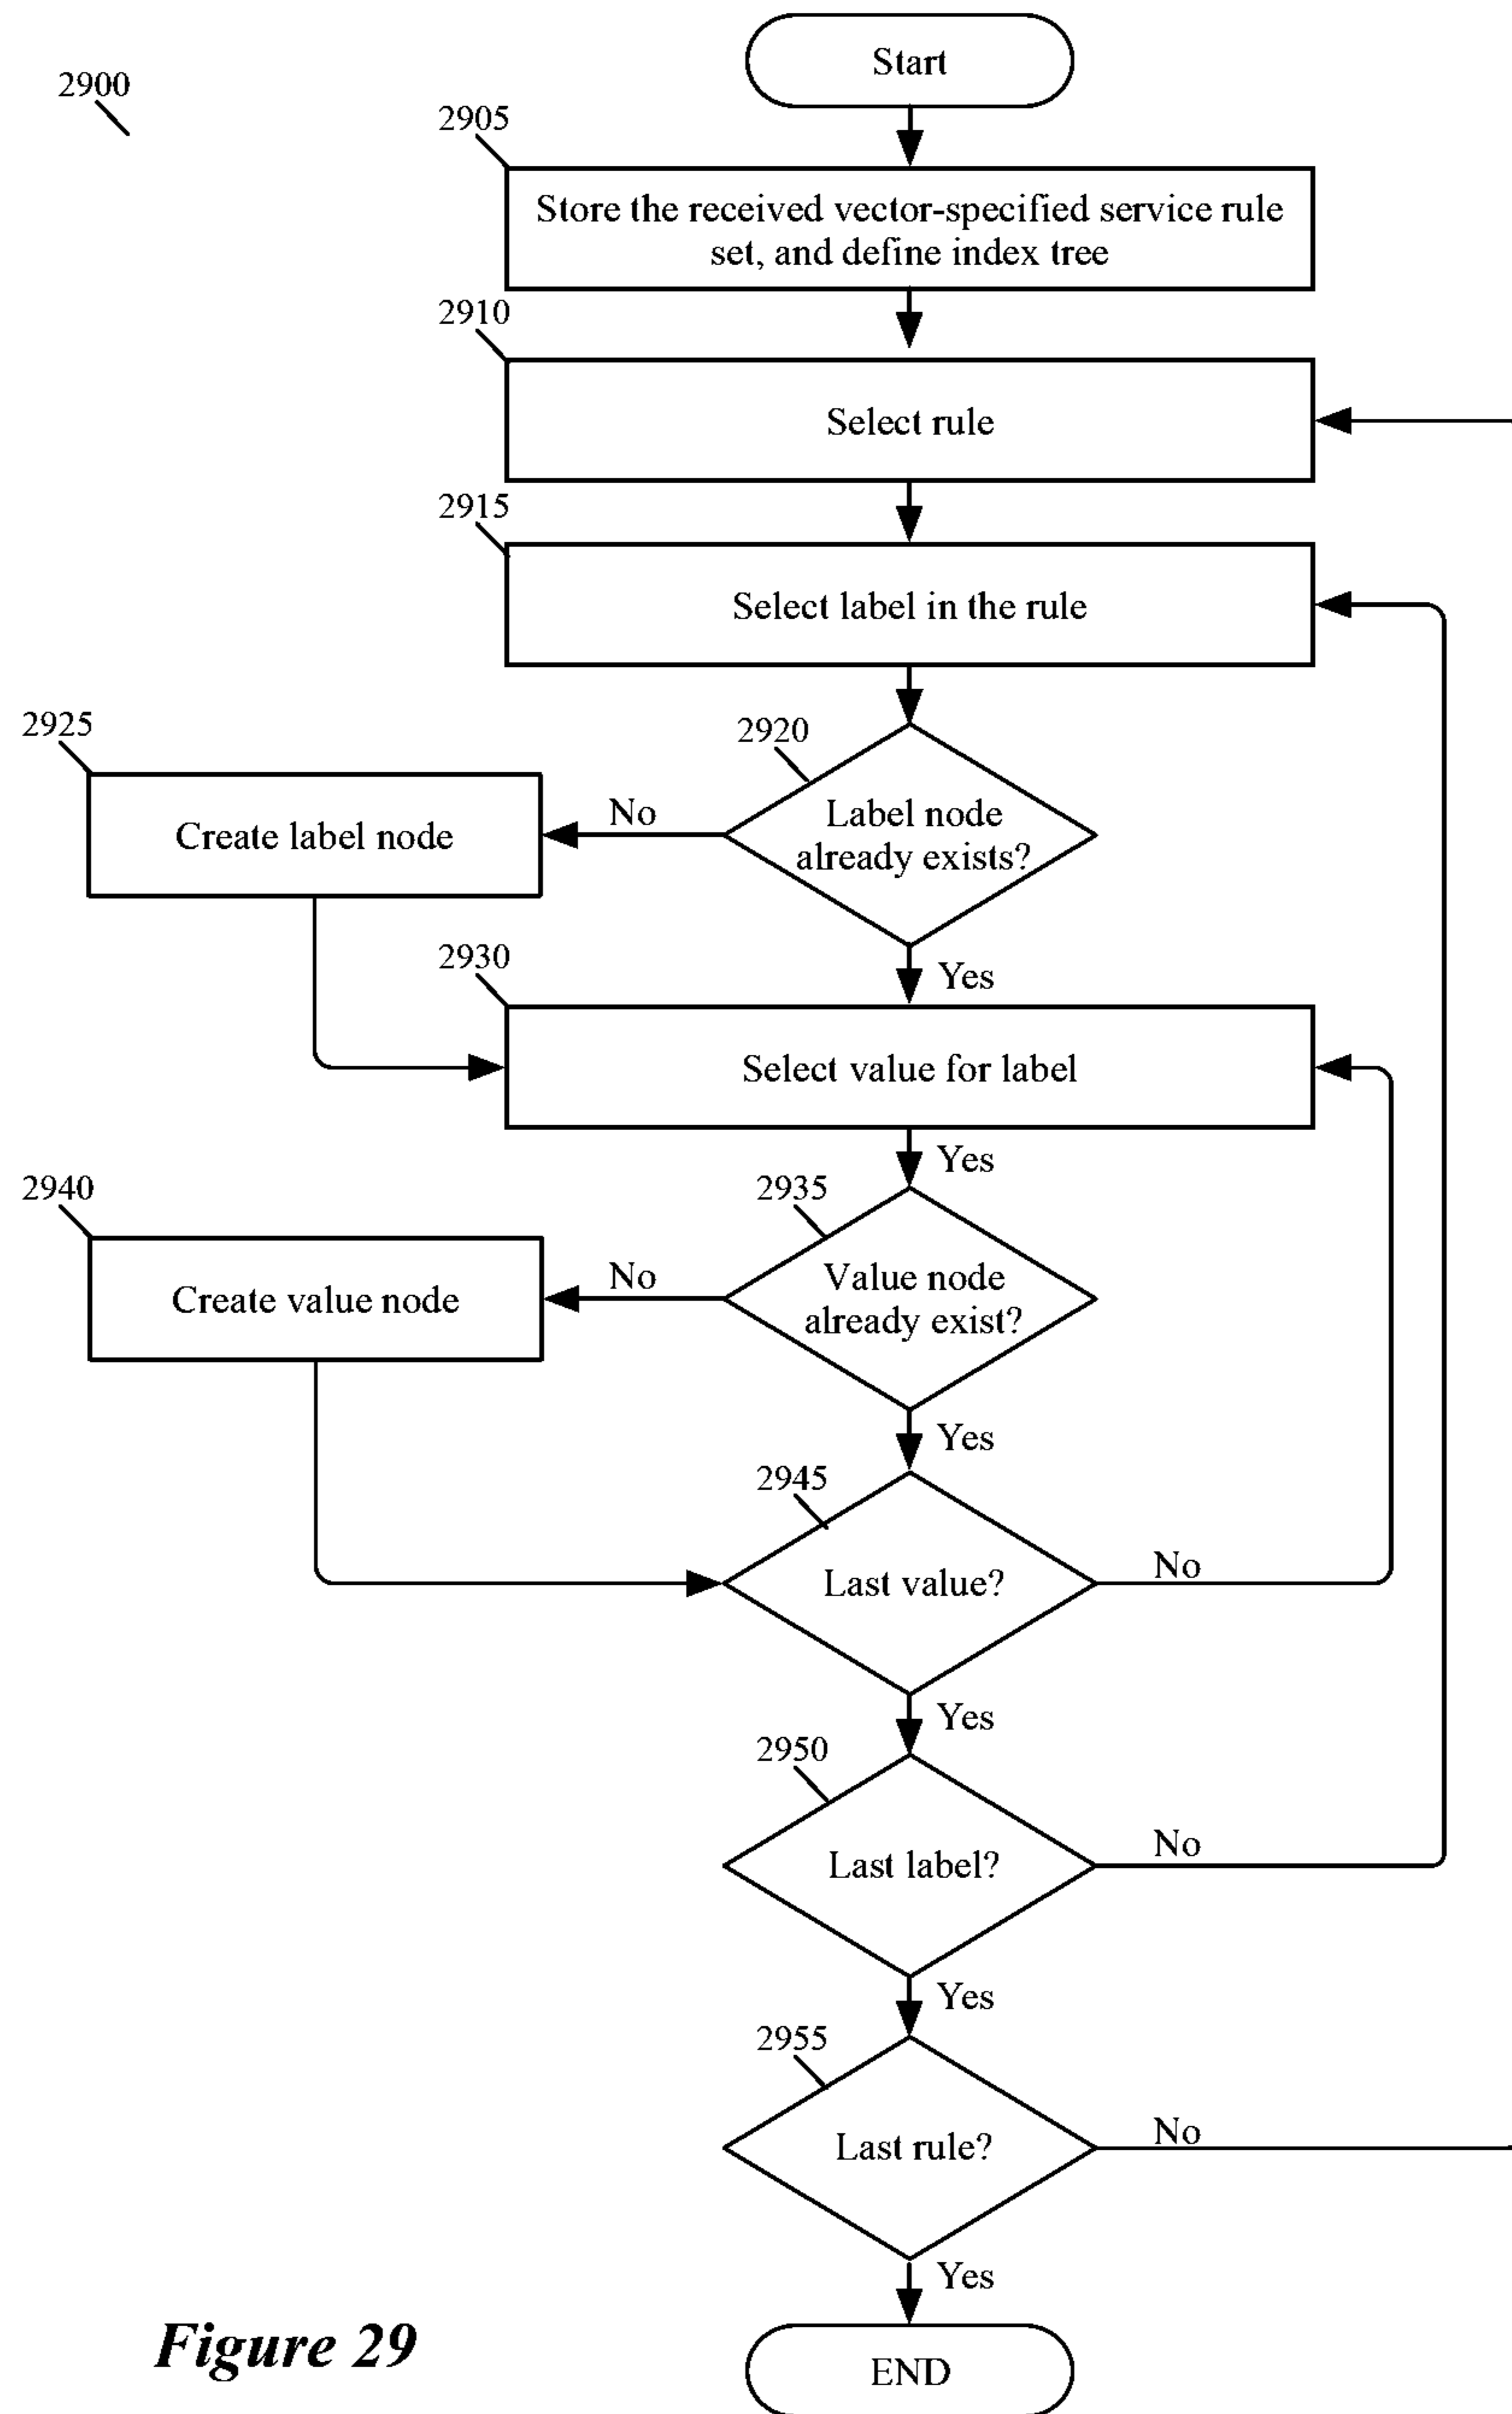 Start
2900
2905
Store the received vector-specified service rule
set, and define index tree
2910
Select rule
2915
Select label in the rule
2920
Label node
already exists?
No
2925
Create label node
Yes
2930
Select value for label
Yes
2935
Value node
already exist?
No
2940
Create value node
Yes
2945
Last value?
No
Yes
2950
Last label?
No
Yes
2955
Last rule?
No
Yes
END
Figure 29